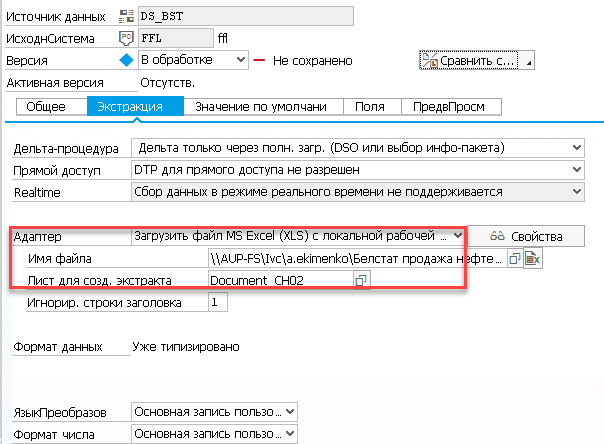 Источник данных DS_BST
ИсходнСистема FFL ffl
Версия В обработке Не сохранено Сравнить с...
Активная версия Отсутств.
Общее Экстракция Значение по умолчани Поля ПредвПросм
Дельта-процедура Дельта только через полн. загр. (DSO или выбор инфо-пакета)
Прямой доступ DTP для прямого доступа не разрешен
Realtime Сбор данных в режиме реального времени не поддерживается
Адаптер Загрузить файл MS Excel (XLS) с локальной рабочей ... Свойства
Имя файла \\AUP-FS\Ivc\a.ekimenko\Белстат продажа нефте...
Лист для созд. экстракта Document_CH02
Игнорир. строки заголовка 1
Формат данных Уже типизировано
ЯзыкПреобразов Основная запись пользо...
Формат числа Основная запись пользо...